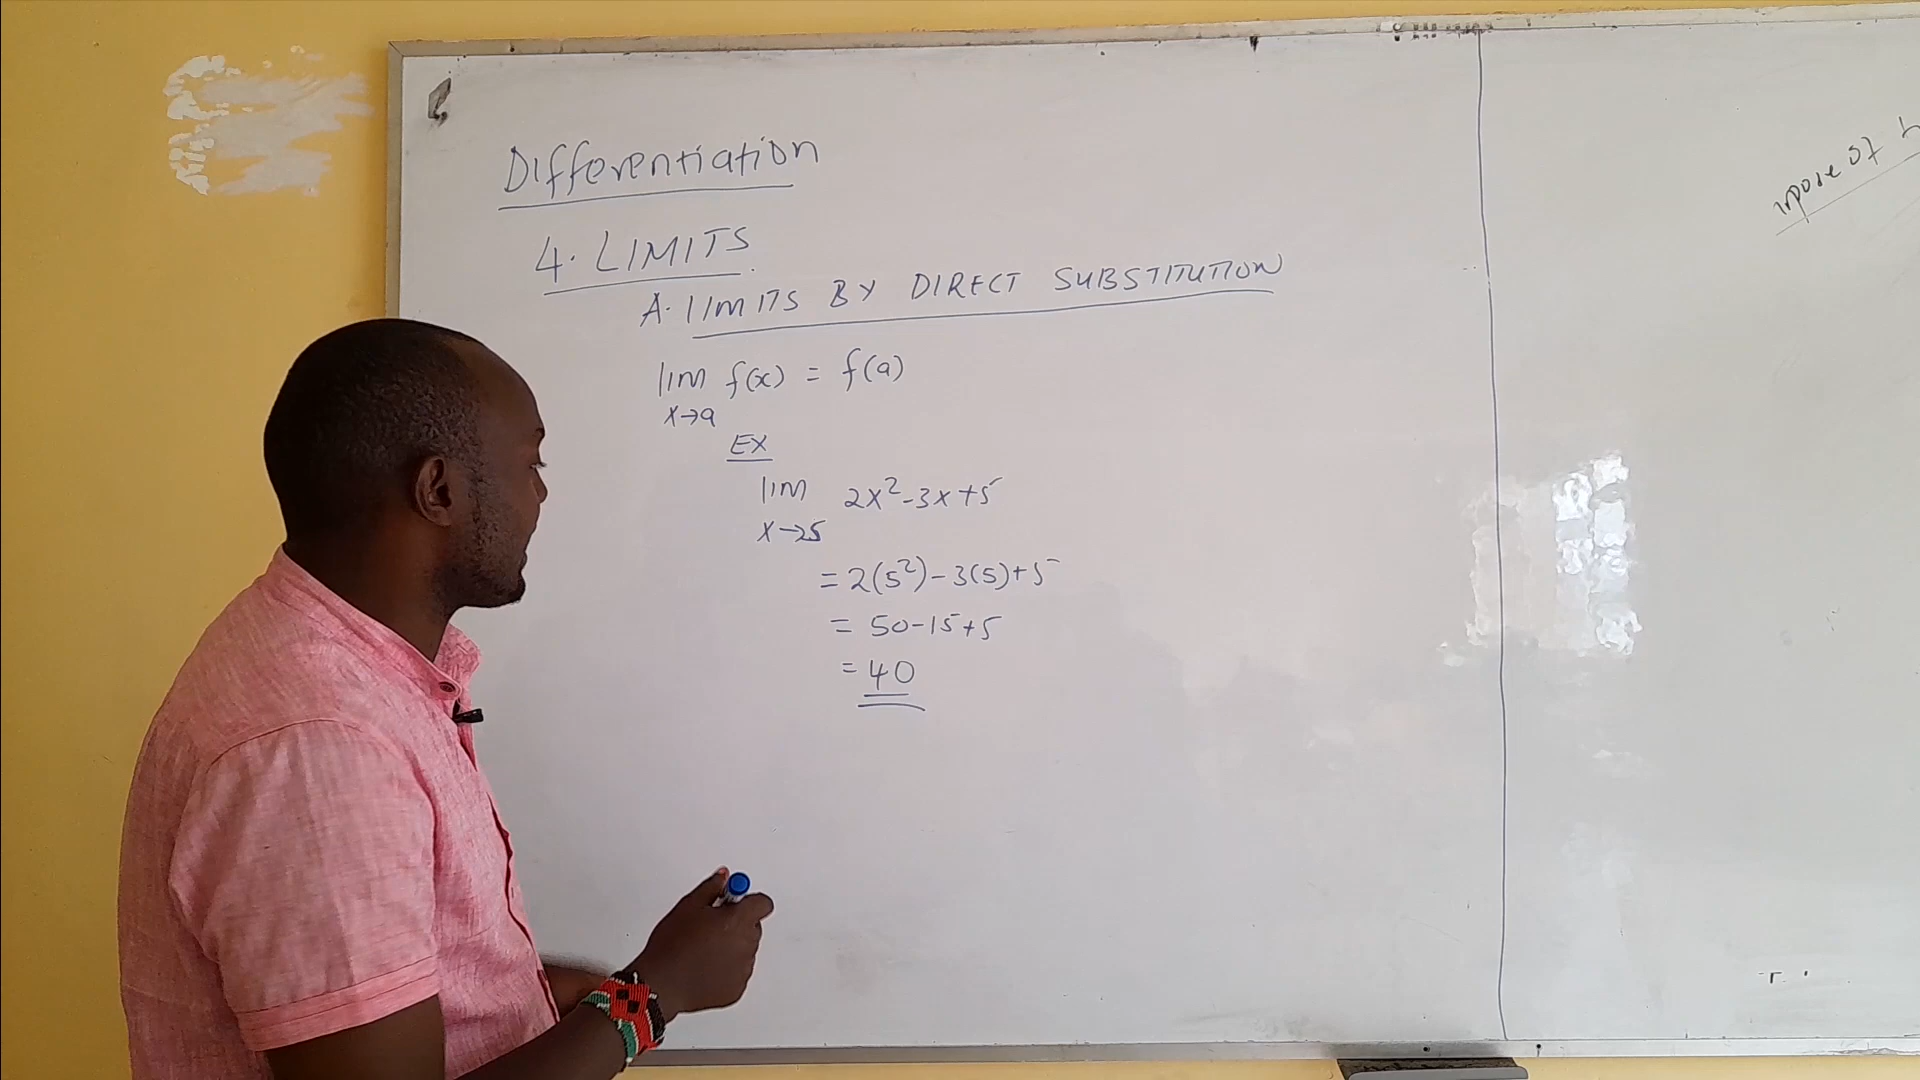 Differentiation
4. LIMITS
A. LIMITS BY DIRECT SUBSTITUTION
lim f(x) = f(a)
x→a
EX
lim 2x²-3x+5
x→5
=2(5²)-3(5)+5
= 50-15+5
= 40
of